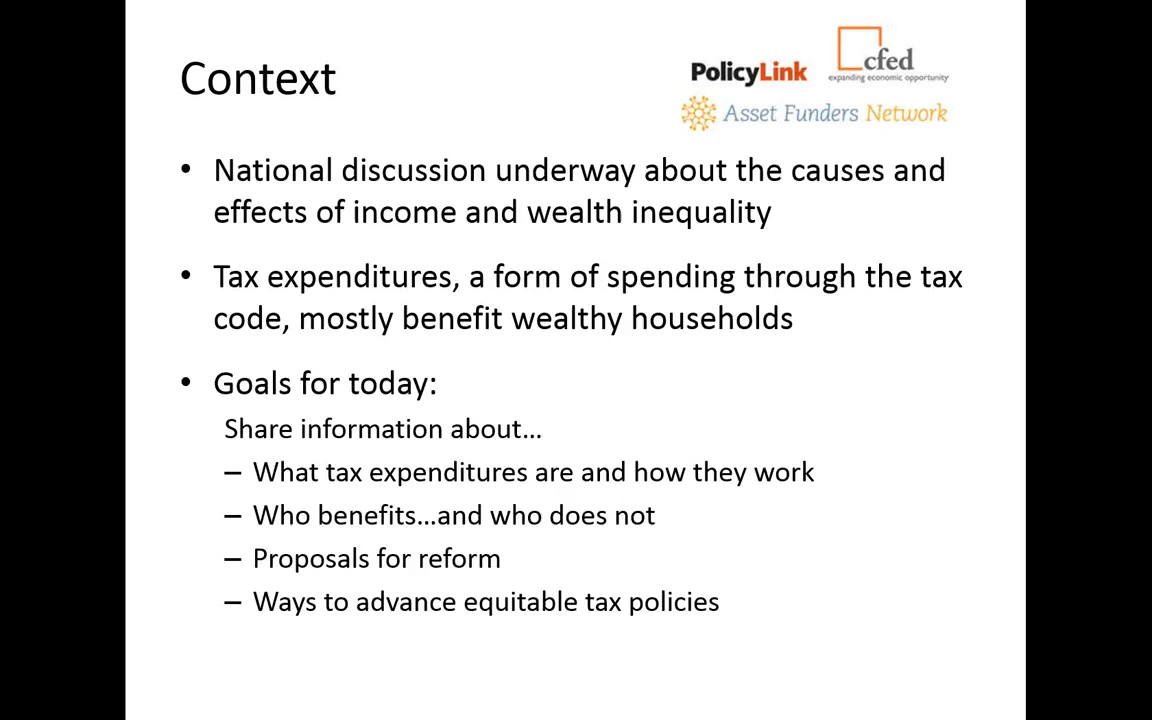 Context
PolicyLink
cfed
expanding economic opportunity
Asset Funders Network
• National discussion underway about the causes and
effects of income and wealth inequality
• Tax expenditures, a form of spending through the tax
code, mostly benefit wealthy households
• Goals for today:
Share information about…
– What tax expenditures are and how they work
– Who benefits…and who does not
– Proposals for reform
– Ways to advance equitable tax policies